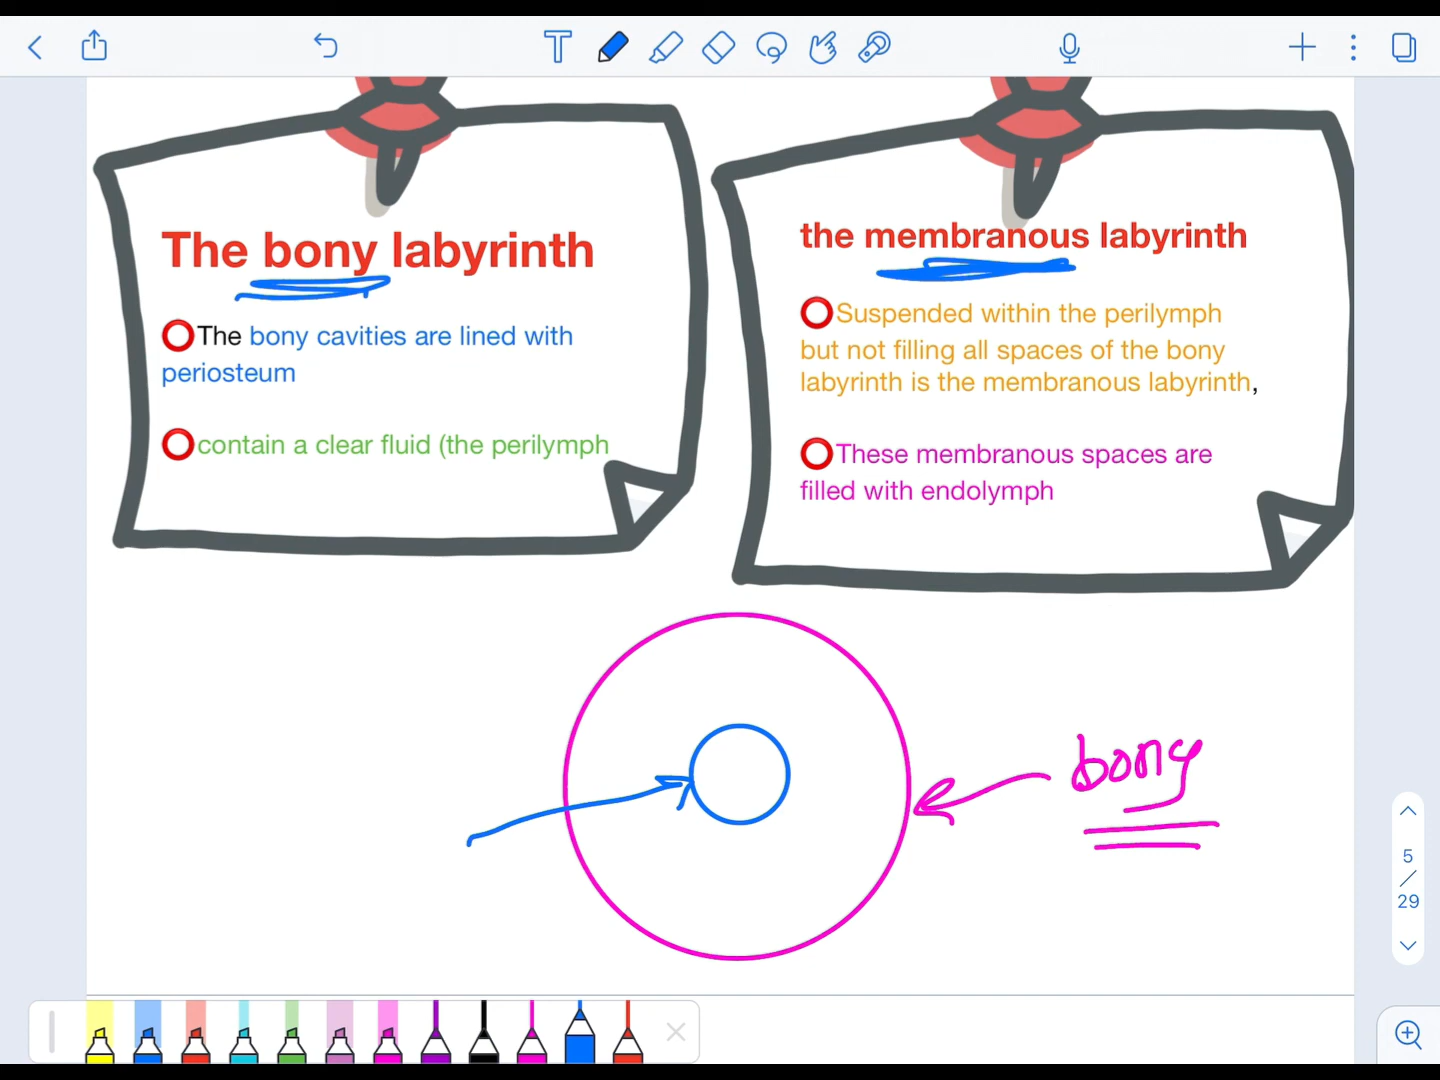 The bony labyrinth
The bony cavities are lined with
periosteum
contain a clear fluid (the perilymph
the membranous labyrinth
Suspended within the perilymph
but not filling all spaces of the bony
labyrinth is the membranous labyrinth,
These membranous spaces are
filled with endolymph
bony
5
/
29